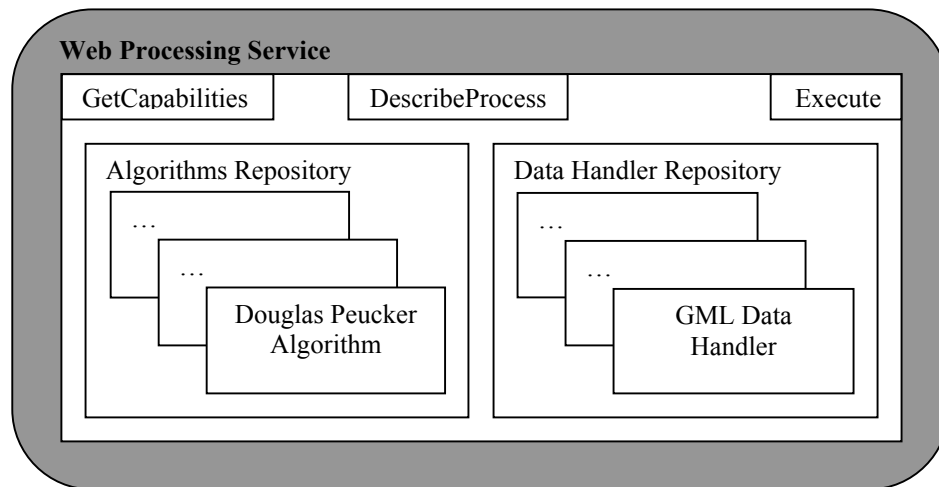 Web Processing Service
GetCapabilities
DescribeProcess
Execute
Algorithms Repository
…
…
Douglas Peucker
Algorithm
Data Handler Repository
…
…
GML Data
Handler